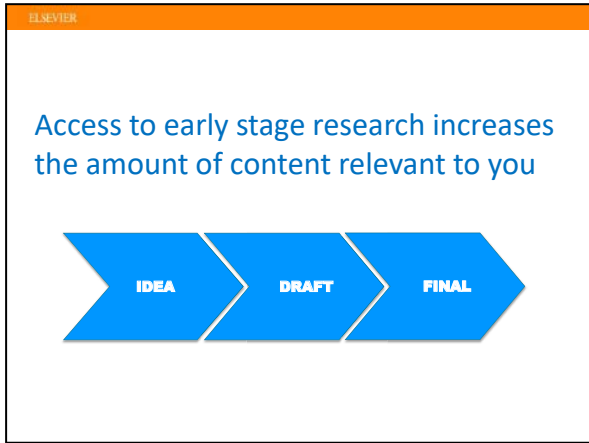 ELSEVIER
Access to early stage research increases
the amount of content relevant to you
IDEA
DRAFT
FINAL